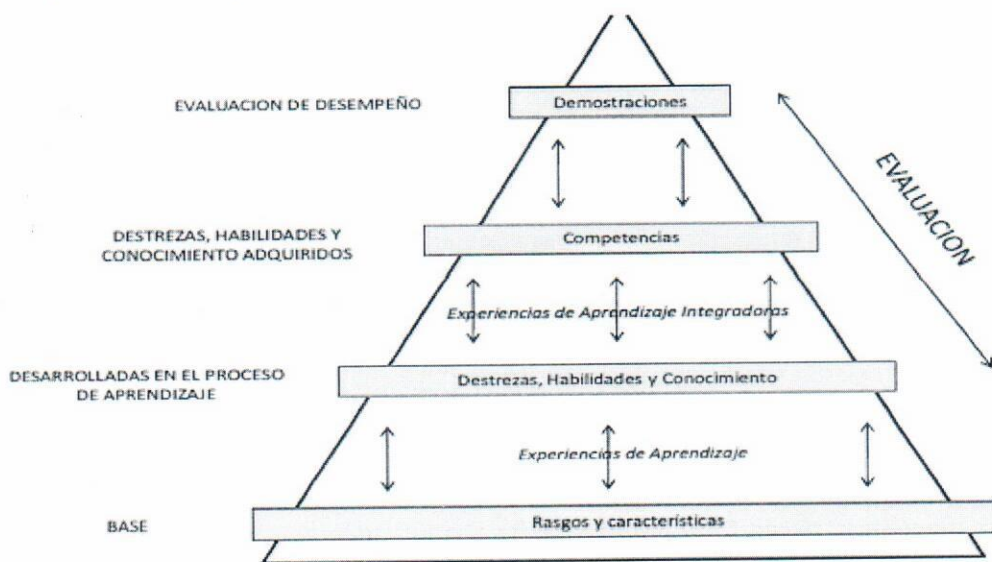 EVALUACION DE DESEMPEÑO
Demostraciones
EVALUACION
DESTREZAS, HABILIDADES Y
CONOCIMIENTO ADQUIRIDOS
Competencias
Experiencias de Aprendizaje Integradoras
DESARROLLADAS EN EL PROCESO
DE APRENDIZAJE
Destrezas, Habilidades y Conocimiento
Experiencias de Aprendizaje
BASE
Rasgos y características